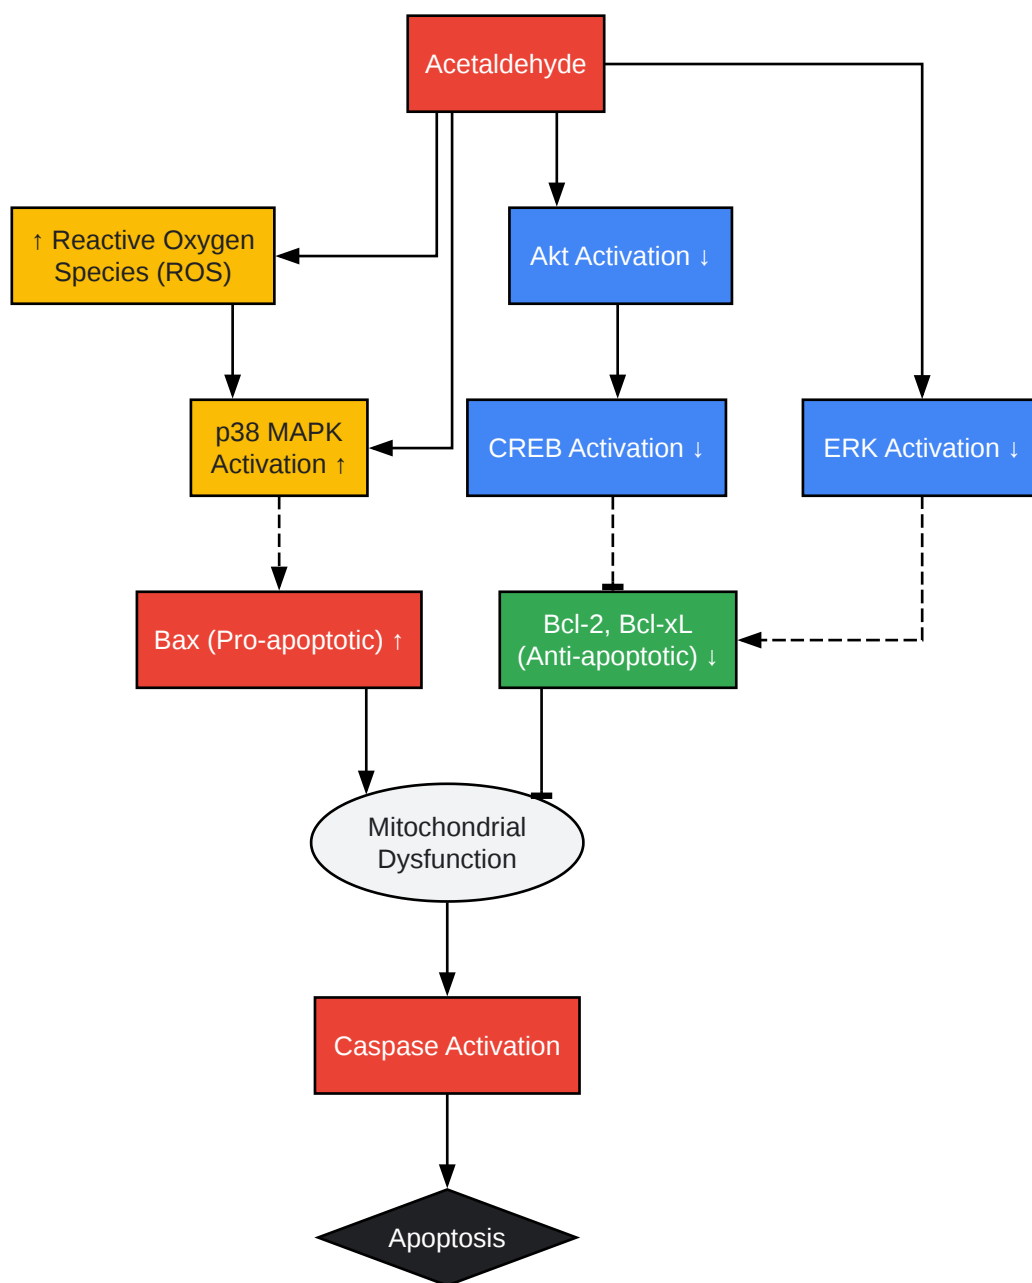 Acetaldehyde
↑ Reactive Oxygen
Species (ROS)
Akt Activation ↓
p38 MAPK
Activation ↑
CREB Activation ↓
ERK Activation ↓
Bax (Pro-apoptotic) ↑
Bcl-2, Bcl-xL
(Anti-apoptotic) ↓
Mitochondrial
Dysfunction
Caspase Activation
Apoptosis